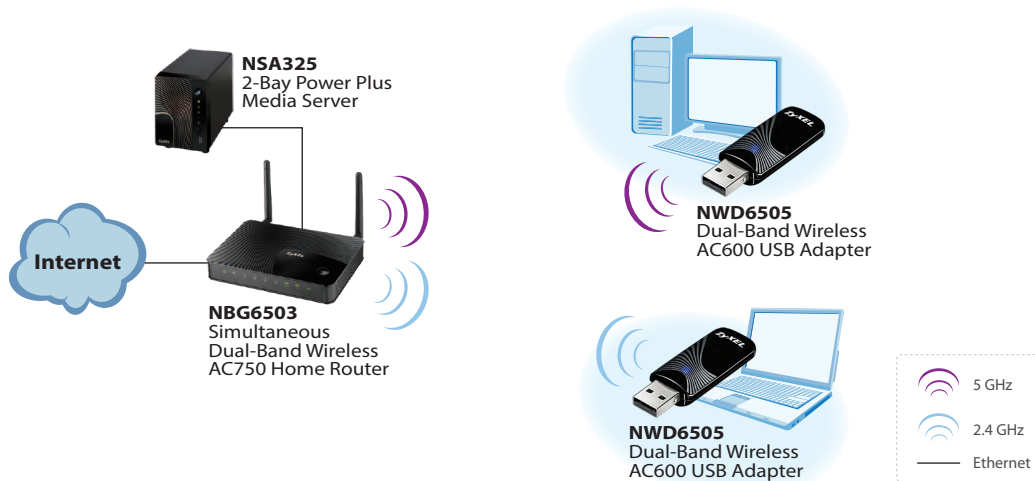 NSA325
2-Bay Power Plus
Media Server
Internet
NBG6503
Simultaneous
Dual-Band Wireless
AC750 Home Router
ZyXEL
NWD6505
Dual-Band Wireless
AC600 USB Adapter
ZyXEL
NWD6505
Dual-Band Wireless
AC600 USB Adapter
5 GHz
2.4 GHz
Ethernet